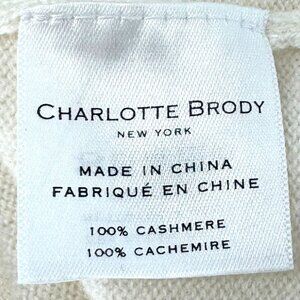 CHARLOTTE BRODY
NEW YORK
MADE IN CHINA
FABRIQUÉ EN CHINE
100% CASHMERE
100% CACHEMIRE